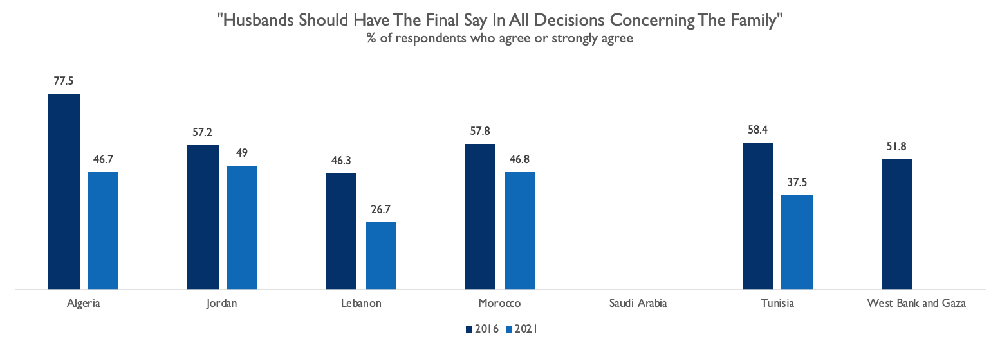 "Husbands Should Have The Final Say In All Decisions Concerning The Family"
% of respondents who agree or strongly agree
77.5
46.7
57.2
49
46.3
26.7
57.8
46.8
58.4
37.5
51.8
Algeria
Jordan
Lebanon
Morocco
Saudi Arabia
Tunisia
West Bank and Gaza
2016
2021